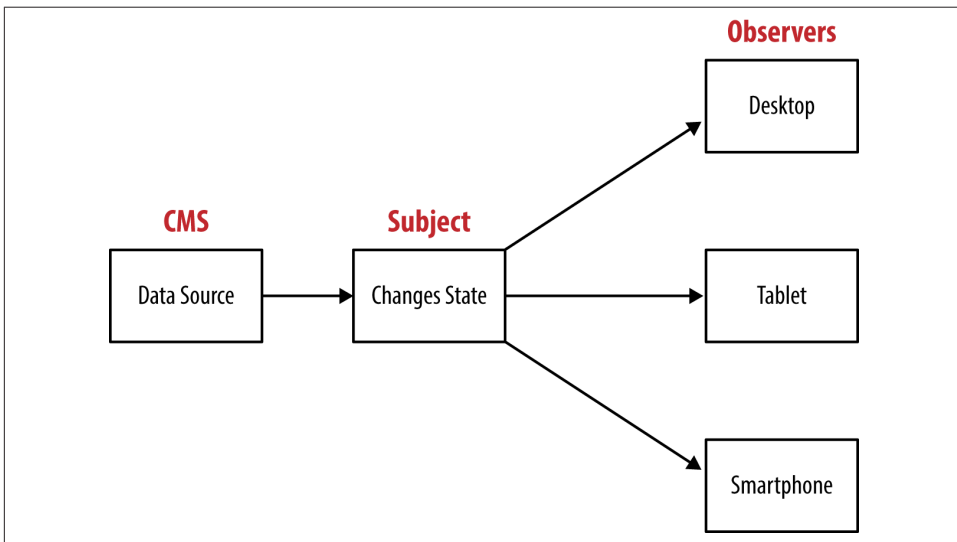 Observers
Desktop
CMS
Subject
Data Source
Changes State
Tablet
Smartphone